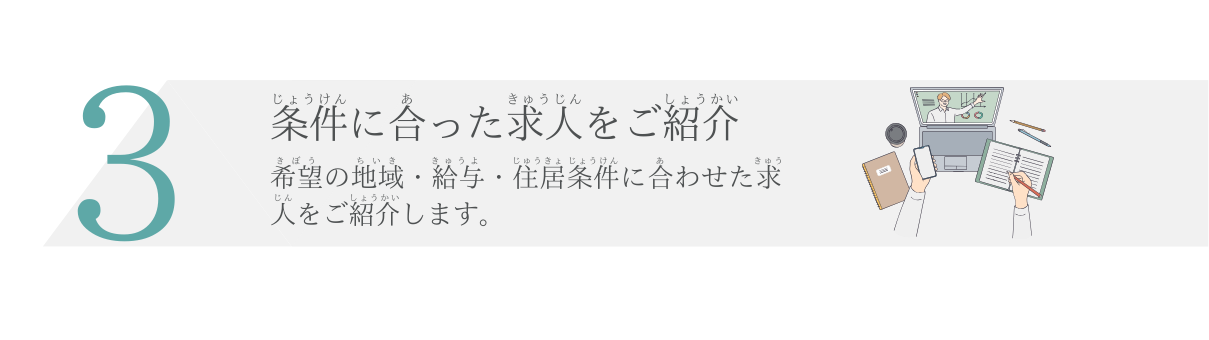 3
じょうけん あ きゅうじん しょうかい
条件に合った求人をご紹介
きぼう ちいき きゅうよ じゅうきょ じょうけん あ きゅう
希望の地域・給与・住居条件に合わせた求
じん しょうかい
人をご紹介します。